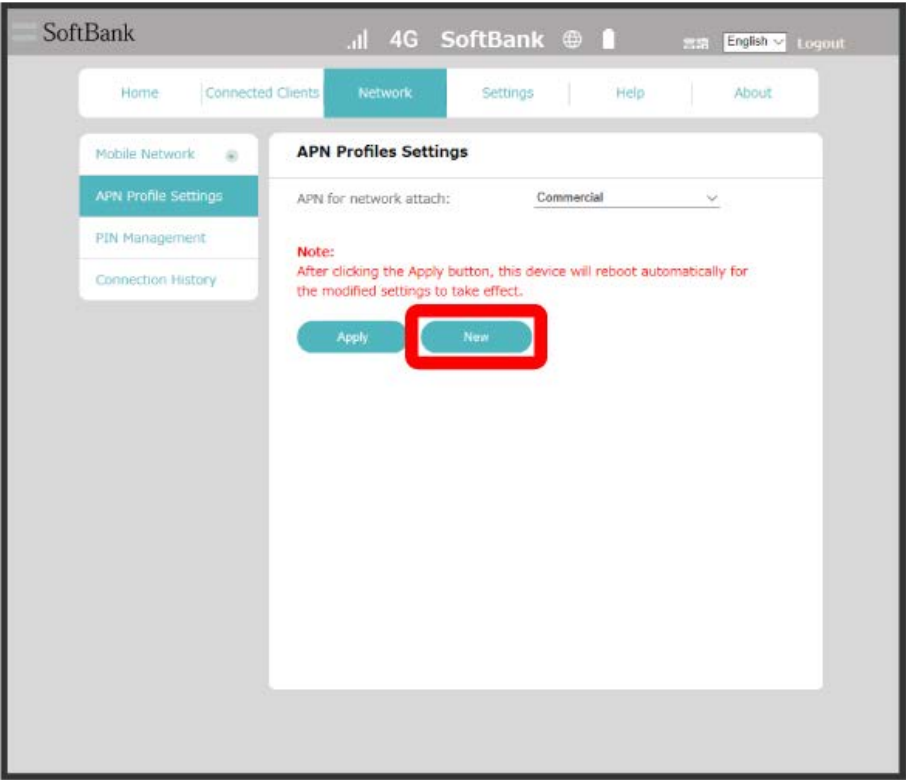 SoftBank
4G SoftBank
English Logout
Home Connected Clients Network Settings Help About
Mobile Network
APN Profile Settings
PIN Management
Connection History
APN Profiles Settings
APN for network attach: Commercial
Note:
After clicking the Apply button, this device will reboot automatically for
the modified settings to take effect.
Apply New